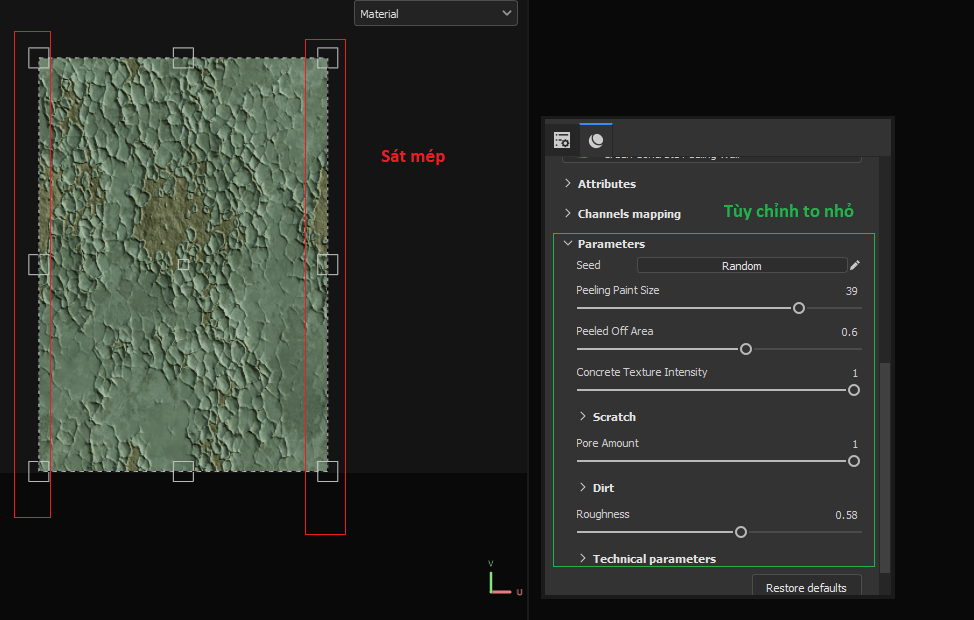 Material
Sát mép
Attributes
Channels mapping
Tùy chỉnh to nhỏ
Parameters
Seed
Random
Peeling Paint Size
39
Peeled Off Area
0.6
Concrete Texture Intensity
1
Scratch
Pore Amount
1
Dirt
Roughness
0.58
Technical parameters
Restore defaults
V
U